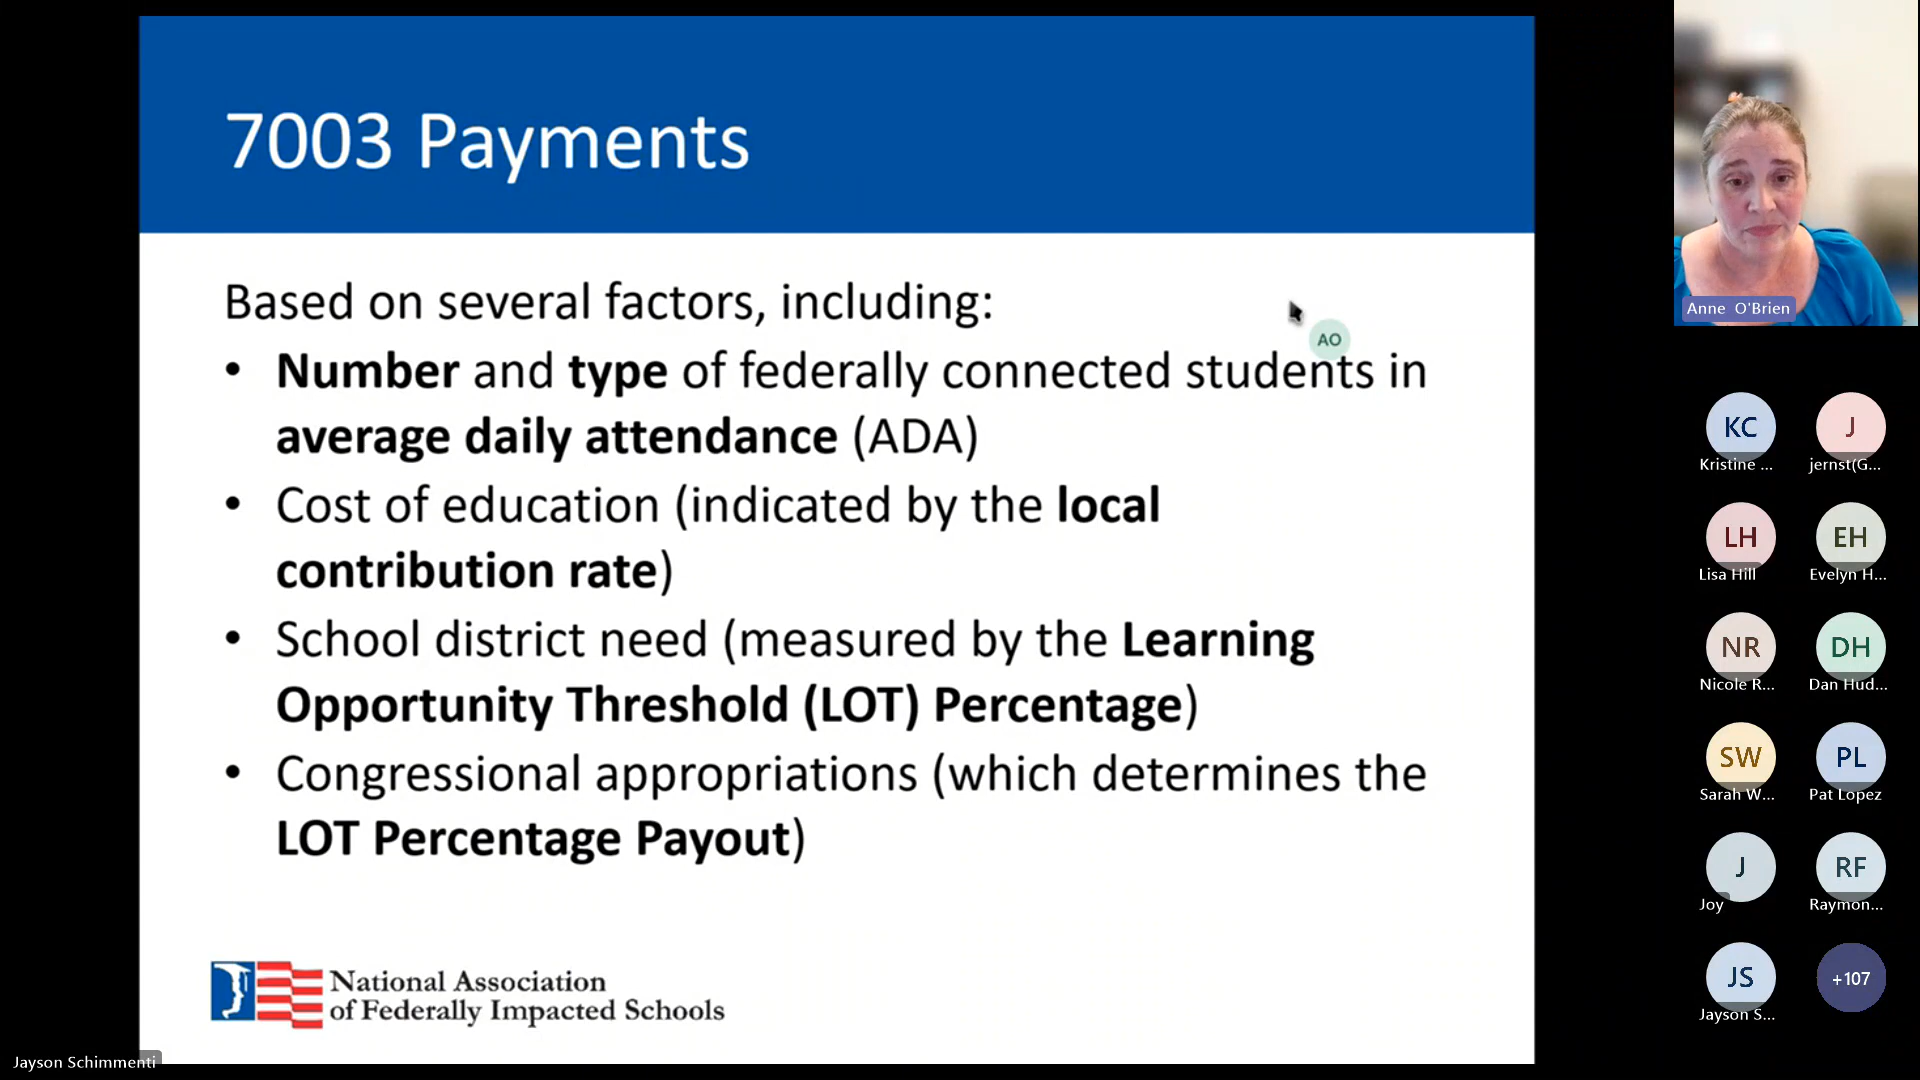 7003 Payments
Based on several factors, including:
• Number and type of federally connected students in
average daily attendance (ADA)
• Cost of education (indicated by the local
contribution rate)
• School district need (measured by the Learning
Opportunity Threshold (LOT) Percentage)
• Congressional appropriations (which determines the
LOT Percentage Payout)
National Association
of Federally Impacted Schools
AO
Jayson Schimmenti
Anne O'Brien
KC
Kristine ...
J
jernst(G...
LH
Lisa Hill
EH
Evelyn H...
NR
Nicole R...
DH
Dan Hud...
SW
Sarah W...
PL
Pat Lopez
J
Joy
RF
Raymon...
JS
Jayson S...
+107